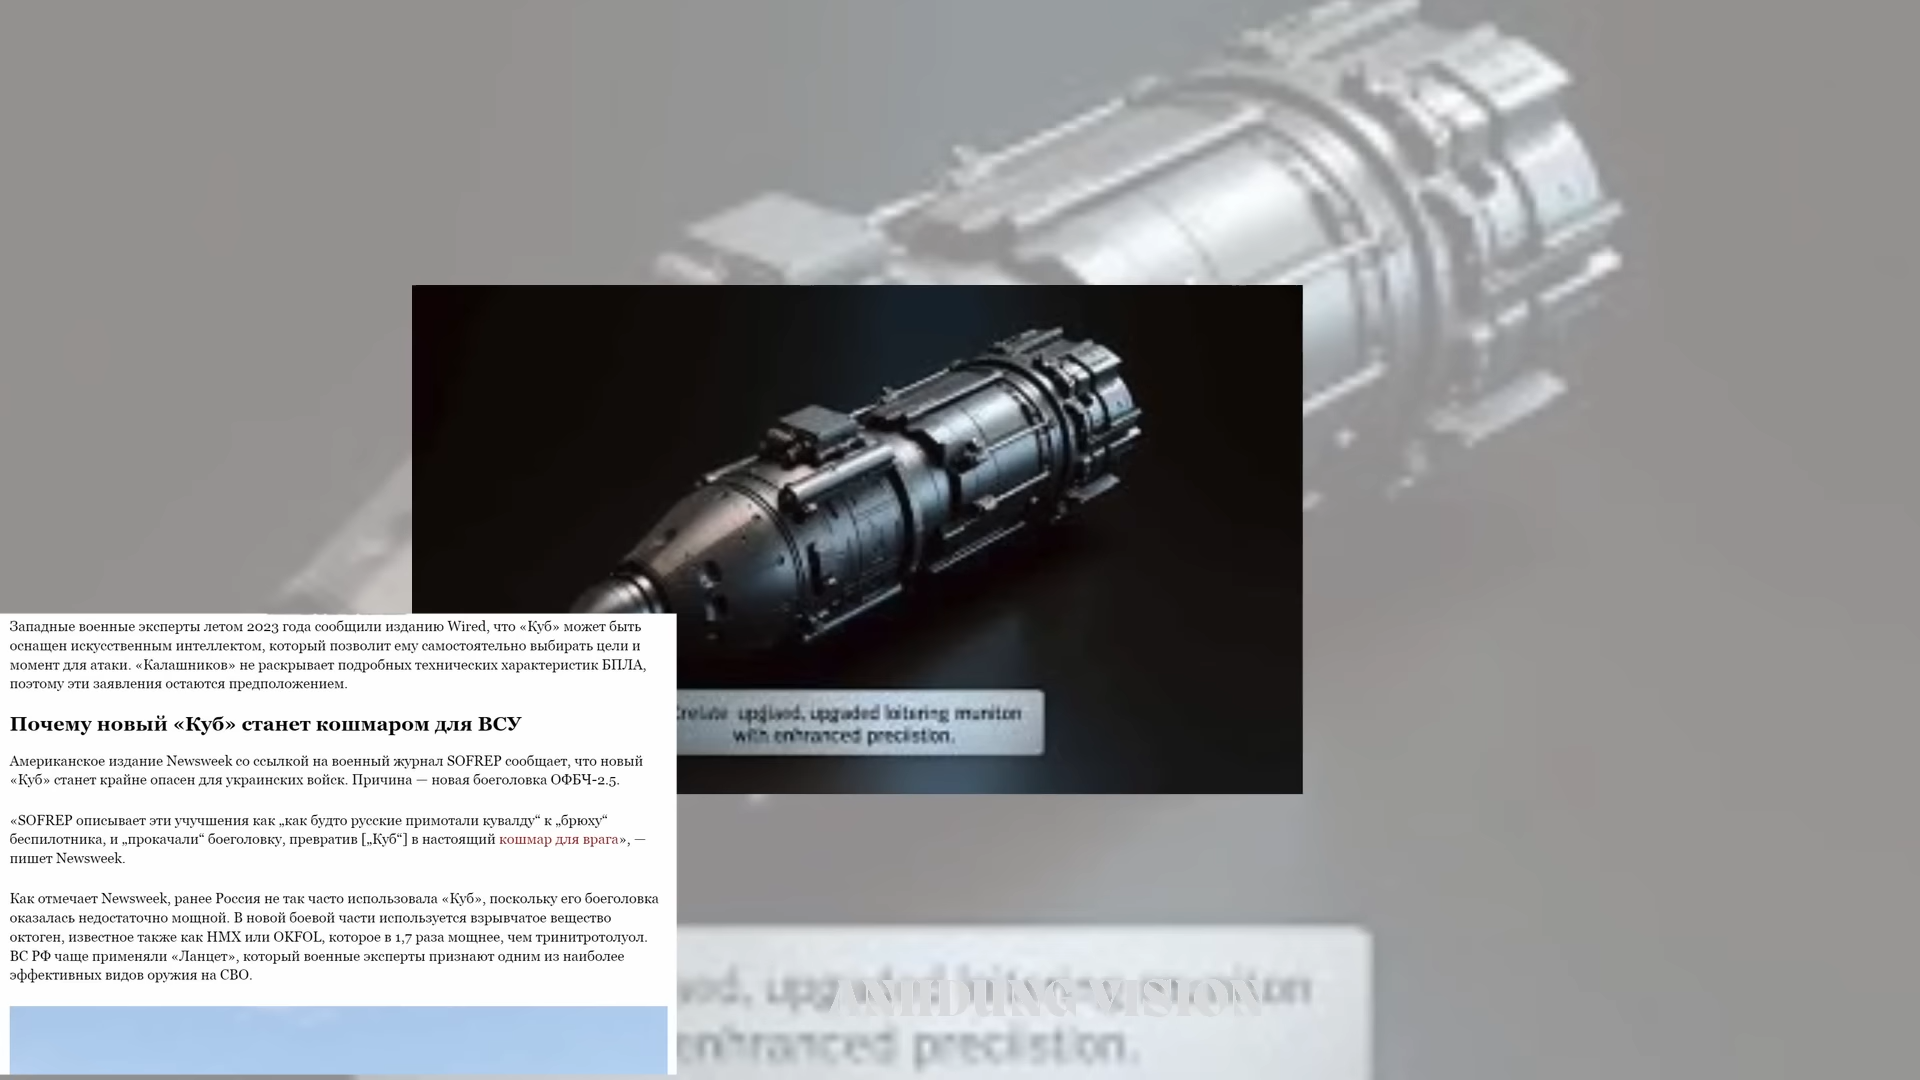 Западные военные эксперты летом 2023 года сообщили изданию Wired, что «Куб» может быть
оснащен искусственным интеллектом, который позволит ему самостоятельно выбирать цели и
момент для атаки. «Калашников» не раскрывает подробных технических характеристик БПЛА,
поэтому эти заявления остаются предположением.
Почему новый «Куб» станет кошмаром для ВСУ
Американское издание Newsweek со ссылкой на военный журнал SOFREP сообщает, что новый
«Куб» станет крайне опасен для украинских войск. Причина — новая боеголовка ОФБЧ-2.5.
«SOFREP описывает эти учучшения как „как будто русские примотали кувалду“ к „брюху“
беспилотника, и „прокачали“ боеголовку, превратив [„Куб“] в настоящий кошмар для врага», —
пишет Newsweek.
Как отмечает Newsweek, ранее Россия не так часто использовала «Куб», поскольку его боеголовка
оказалась недостаточно мощной. В новой боевой части используется взрывчатое вещество
октоген, известное также как HMX или OKFOL, которое в 1,7 раза мощнее, чем тринитротолуол.
ВС РФ чаще применяли «Ланцет», который военные эксперты признают одним из наиболее
эффективных видов оружия на СВО.
upgraded loitering muniton
with enhranced preciistion.
enhranced preciistion.
VISION